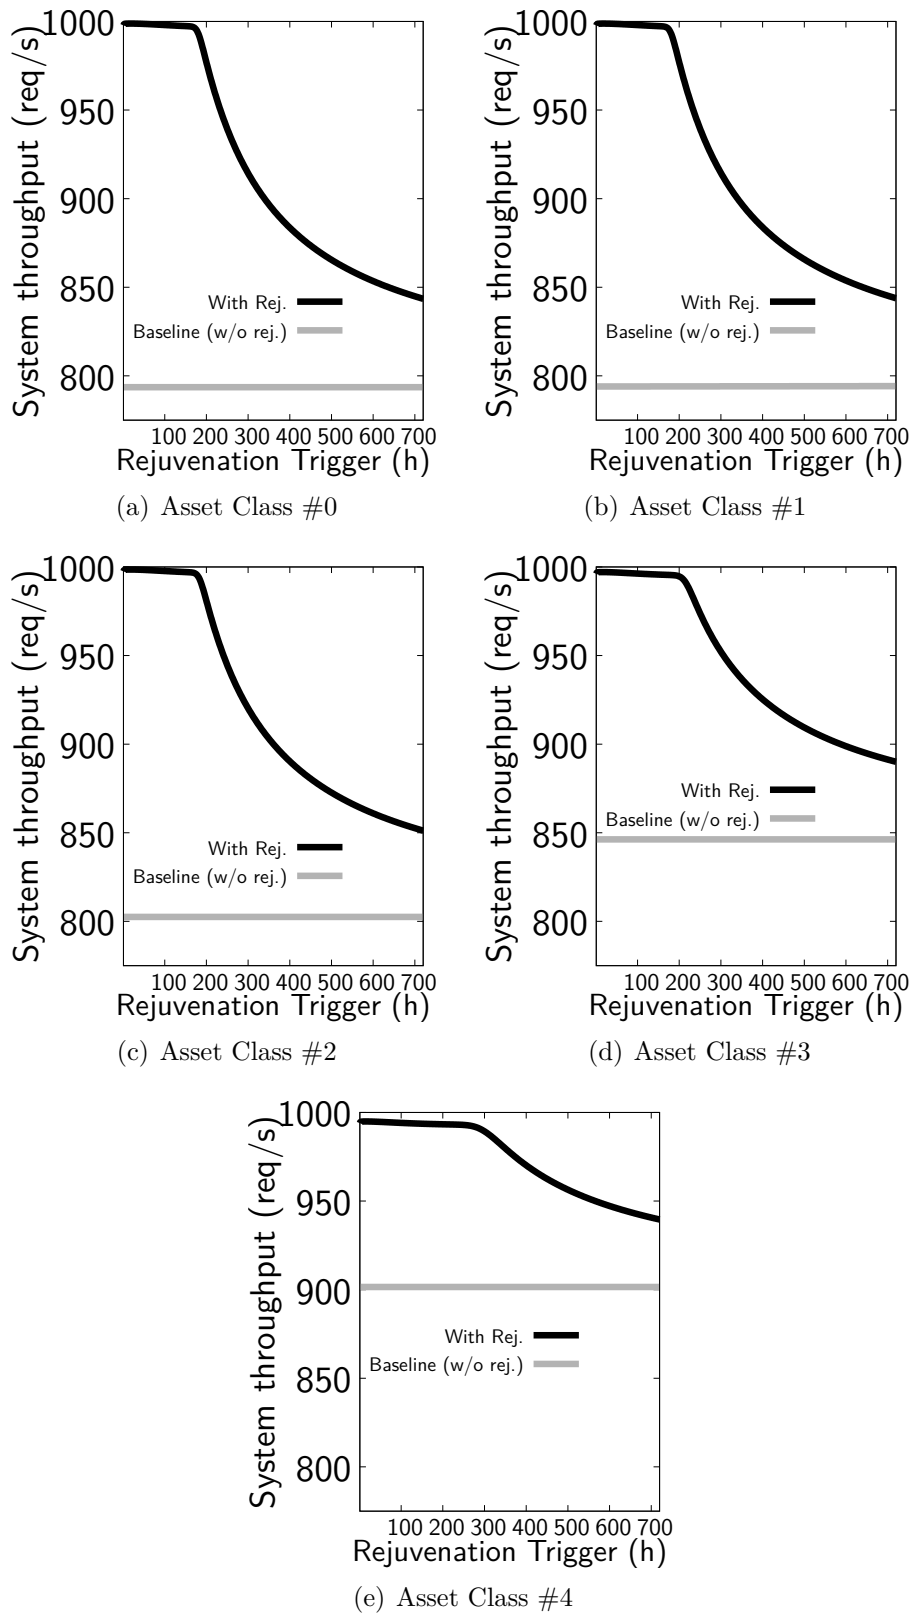 System throughput (req/s)
1000
950
900
850
800
With Rej.
Baseline (w/o rej.)
100 200 300 400 500 600 700
Rejuvenation Trigger (h)
(a) Asset Class #0
System throughput (req/s)
1000
950
900
850
800
With Rej.
Baseline (w/o rej.)
100 200 300 400 500 600 700
Rejuvenation Trigger (h)
(b) Asset Class #1
System throughput (req/s)
1000
950
900
850
800
With Rej.
Baseline (w/o rej.)
100 200 300 400 500 600 700
Rejuvenation Trigger (h)
(c) Asset Class #2
System throughput (req/s)
1000
950
900
850
800
With Rej.
Baseline (w/o rej.)
100 200 300 400 500 600 700
Rejuvenation Trigger (h)
(d) Asset Class #3
System throughput (req/s)
1000
950
900
850
800
With Rej.
Baseline (w/o rej.)
100 200 300 400 500 600 700
Rejuvenation Trigger (h)
(e) Asset Class #4